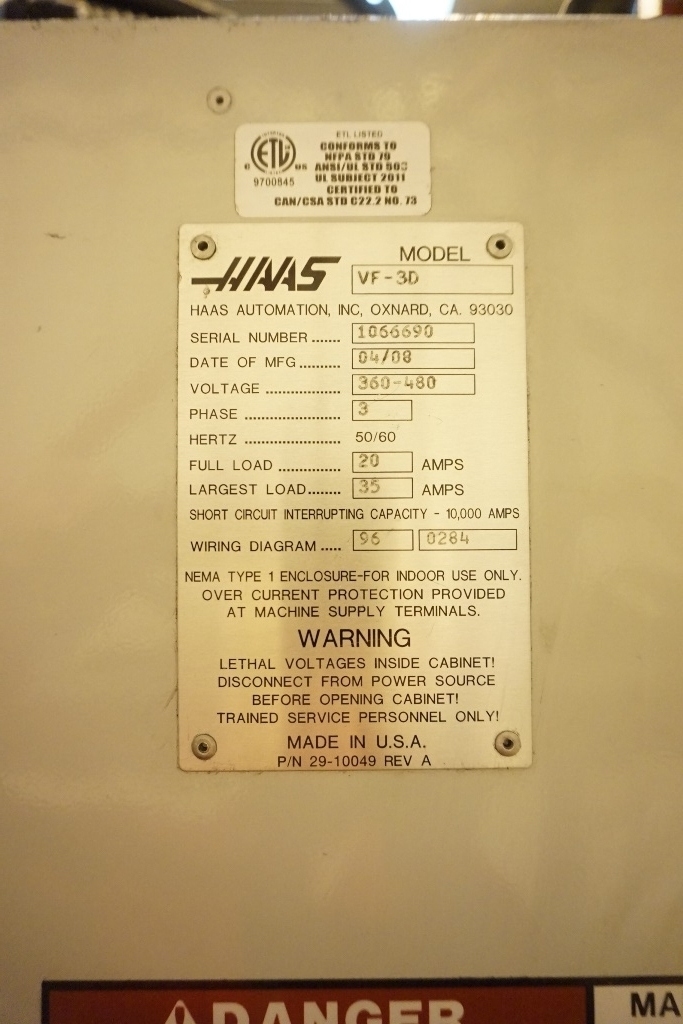 ETL LISTED
CONFORMS TO
NFPA STD 79
ANSI/UL STD 508
UL SUBJECT 2011
CERTIFIED TO
CAN/CSA STD C22.2 NO. 73
ETL
C US
9700845
HAAS
MODEL
VF-3D
HAAS AUTOMATION, INC, OXNARD, CA. 93030
SERIAL NUMBER ....... 1066690
DATE OF MFG.......... 04/08
VOLTAGE .................. 360-480
PHASE ....................... 3
HERTZ ....................... 50/60
FULL LOAD ............... 20 AMPS
LARGEST LOAD........ 35 AMPS
SHORT CIRCUIT INTERRUPTING CAPACITY - 10,000 AMPS
WIRING DIAGRAM ..... 96 0284
NEMA TYPE 1 ENCLOSURE-FOR INDOOR USE ONLY.
OVER CURRENT PROTECTION PROVIDED
AT MACHINE SUPPLY TERMINALS.
WARNING
LETHAL VOLTAGES INSIDE CABINET!
DISCONNECT FROM POWER SOURCE
BEFORE OPENING CABINET!
TRAINED SERVICE PERSONNEL ONLY!
MADE IN U.S.A.
P/N 29-10049 REV A
DANGER
MA